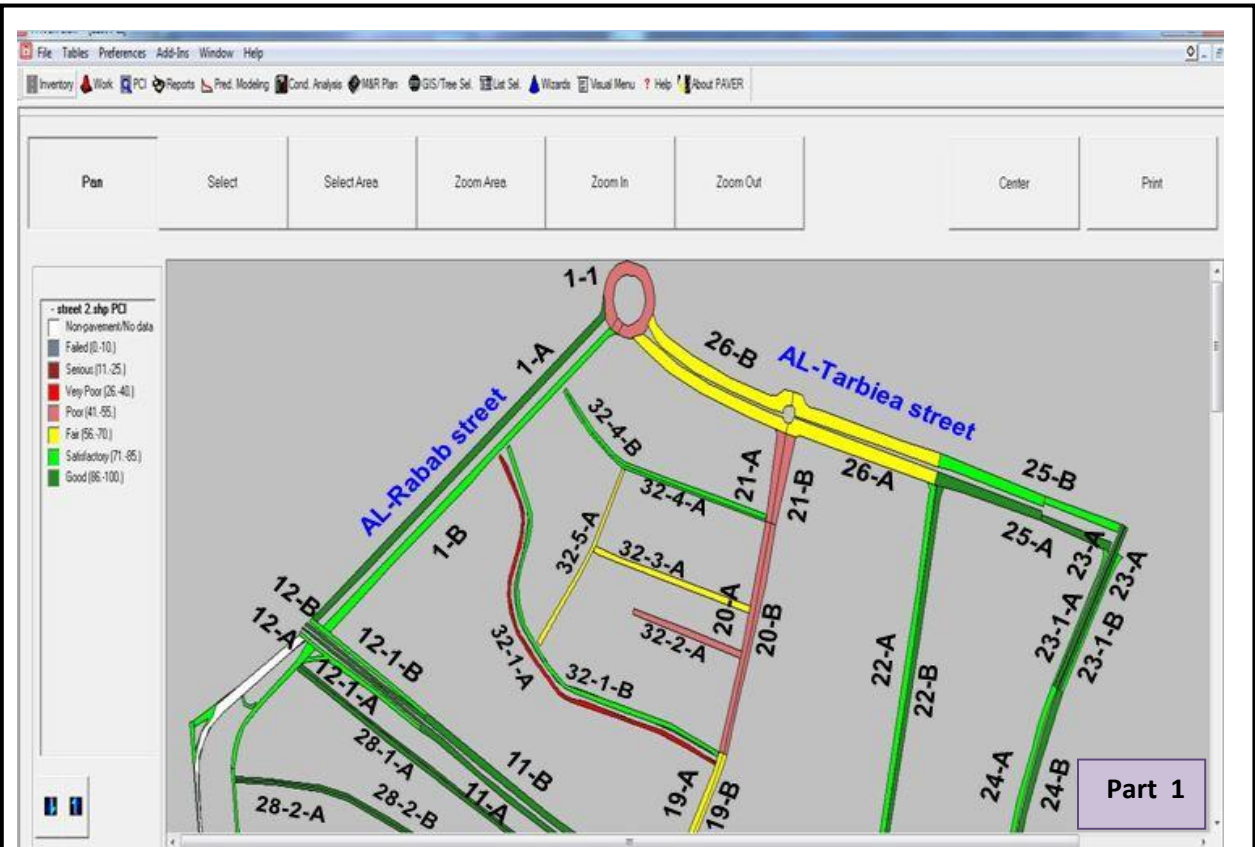 File Tables Preferences Add-Ins Window Help
Inventory Work PCI Reports Pred. Modeling Cond. Analysis M&R Plan GIS/Tree Sel. List Sel. Wizards Visual Menu ? Help About PAVER
Pan Select Select Area Zoom Area Zoom In Zoom Out Center Print
- street 2.shp PCI
Non-pavement/No data
Failed (0.-10.)
Serious (11.-25.)
Very Poor (26.-40.)
Poor (41.-55.)
Fair (56.-70.)
Satisfactory (71.-85.)
Good (86.-100.)
1-1
1-A
26-B
AL-Tarbiea street
AL-Rabab street
32-4-B
21-A
21-B
26-A
25-B
32-4-A
1-B
25-A
32-5-A
32-3-A
23-A
23-A
12-B
12-A
20-A
20-B
23-1-A
23-1-B
12-1-B
32-1-A
32-2-A
22-A
22-B
12-1-A
32-1-B
28-1-A
11-B
19-A
19-B
24-A
24-B
28-2-A
28-2-B
11-A
Part 1